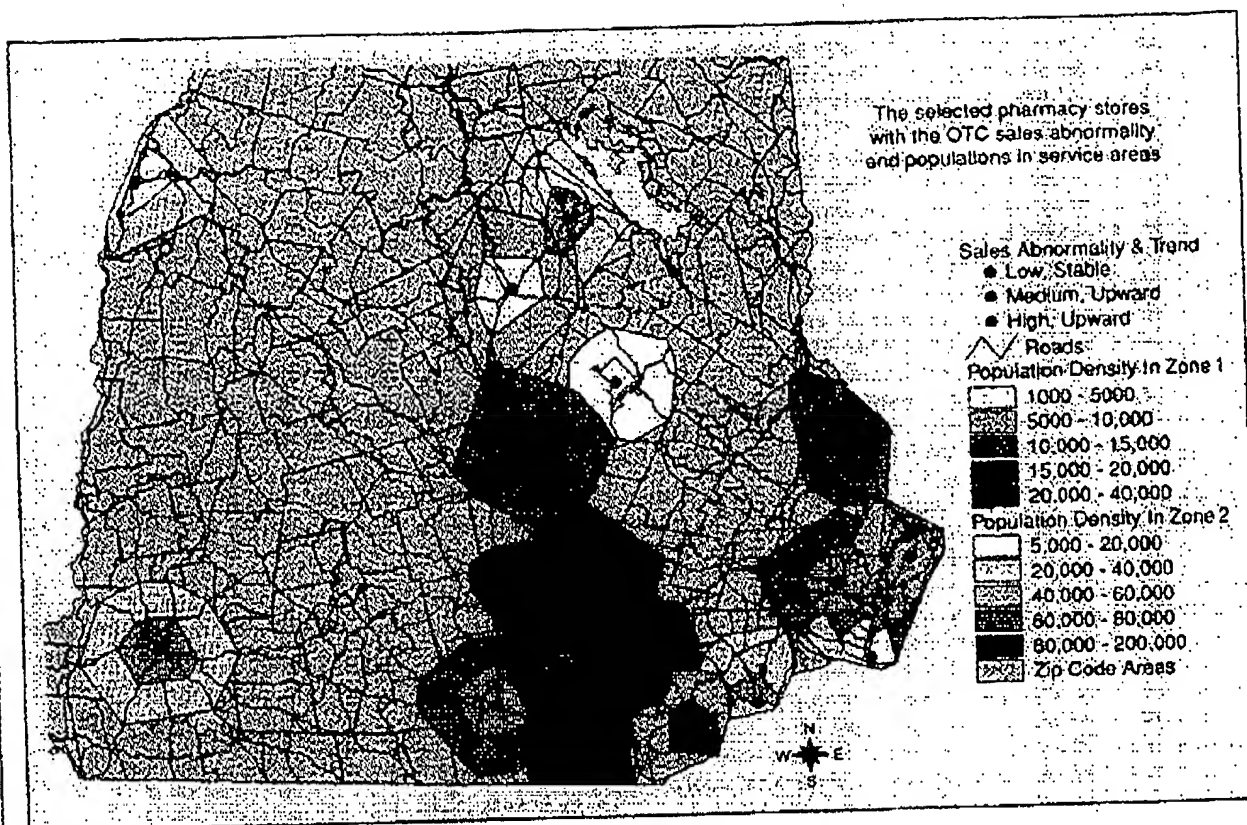 The selected pharmacy stores
with the OTC sales abnormality
and populations in service areas
Sales Abnormality & Trend
Low, Stable
Medium, Upward
High, Upward
Roads
Population Density In Zone 1
1000 - 5000
5000 - 10,000
10,000 - 15,000
15,000 - 20,000
20,000 - 40,000
Population Density In Zone 2
5,000 - 20,000
20,000 - 40,000
40,000 - 60,000
60,000 - 80,000
80,000 - 200,000
Zip Code Areas
N
W E
S